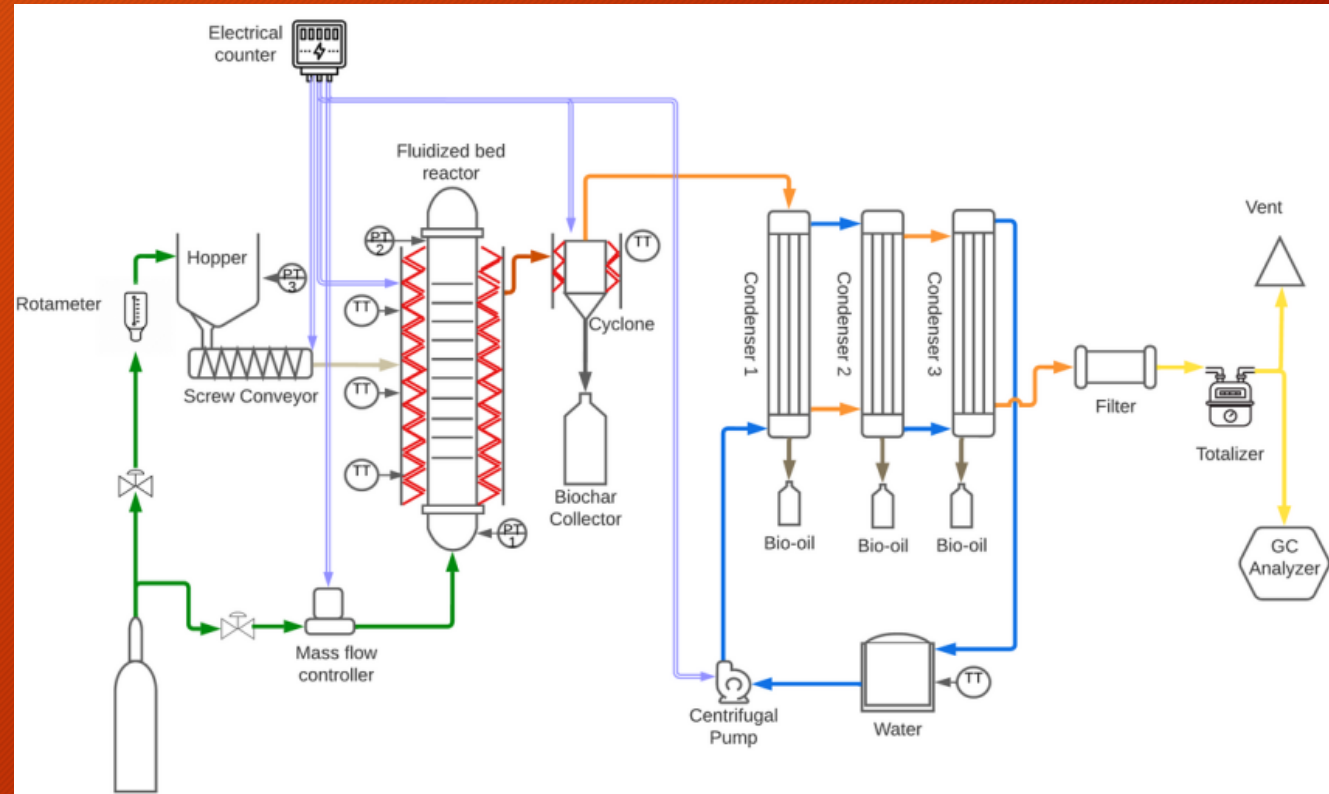 Electrical
counter
Fluidized bed
reactor
PT
2
Hopper
PT
3
Rotameter
Screw Conveyor
TT
TT
TT
TT
Cyclone
Biochar
Collector
PT
1
Mass flow
controller
Condenser 1
Condenser 2
Condenser 3
Bio-oil
Bio-oil
Bio-oil
C
Centrifugal
Pump
Water
TT
Filter
Totalizer
Vent
GC
Analyzer